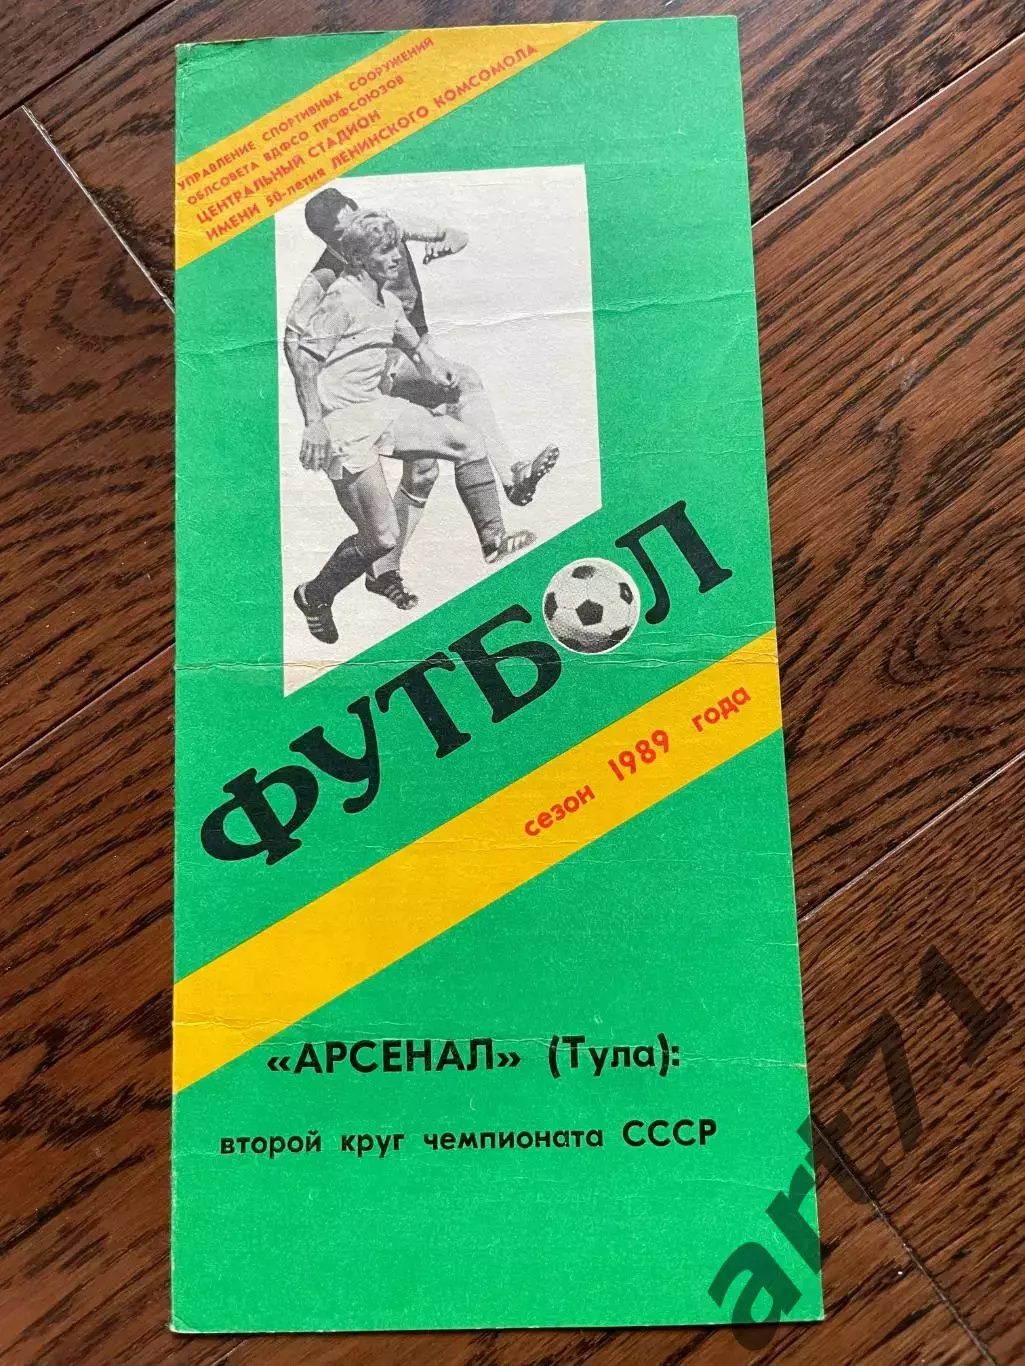 УПРАВЛЕНИЕ СПОРТИВНЫХ СООРУЖЕНИЙ
ОБЛСОВЕТА ВДФСО ПРОФСОЮЗОВ
ЦЕНТРАЛЬНЫЙ СТАДИОН
ИМЕНИ 50-летия ЛЕНИНСКОГО КОМСОМОЛА
ФУТБОЛ
сезон 1989 года
«АРСЕНАЛ» (Тула):
второй круг чемпионата СССР
art71